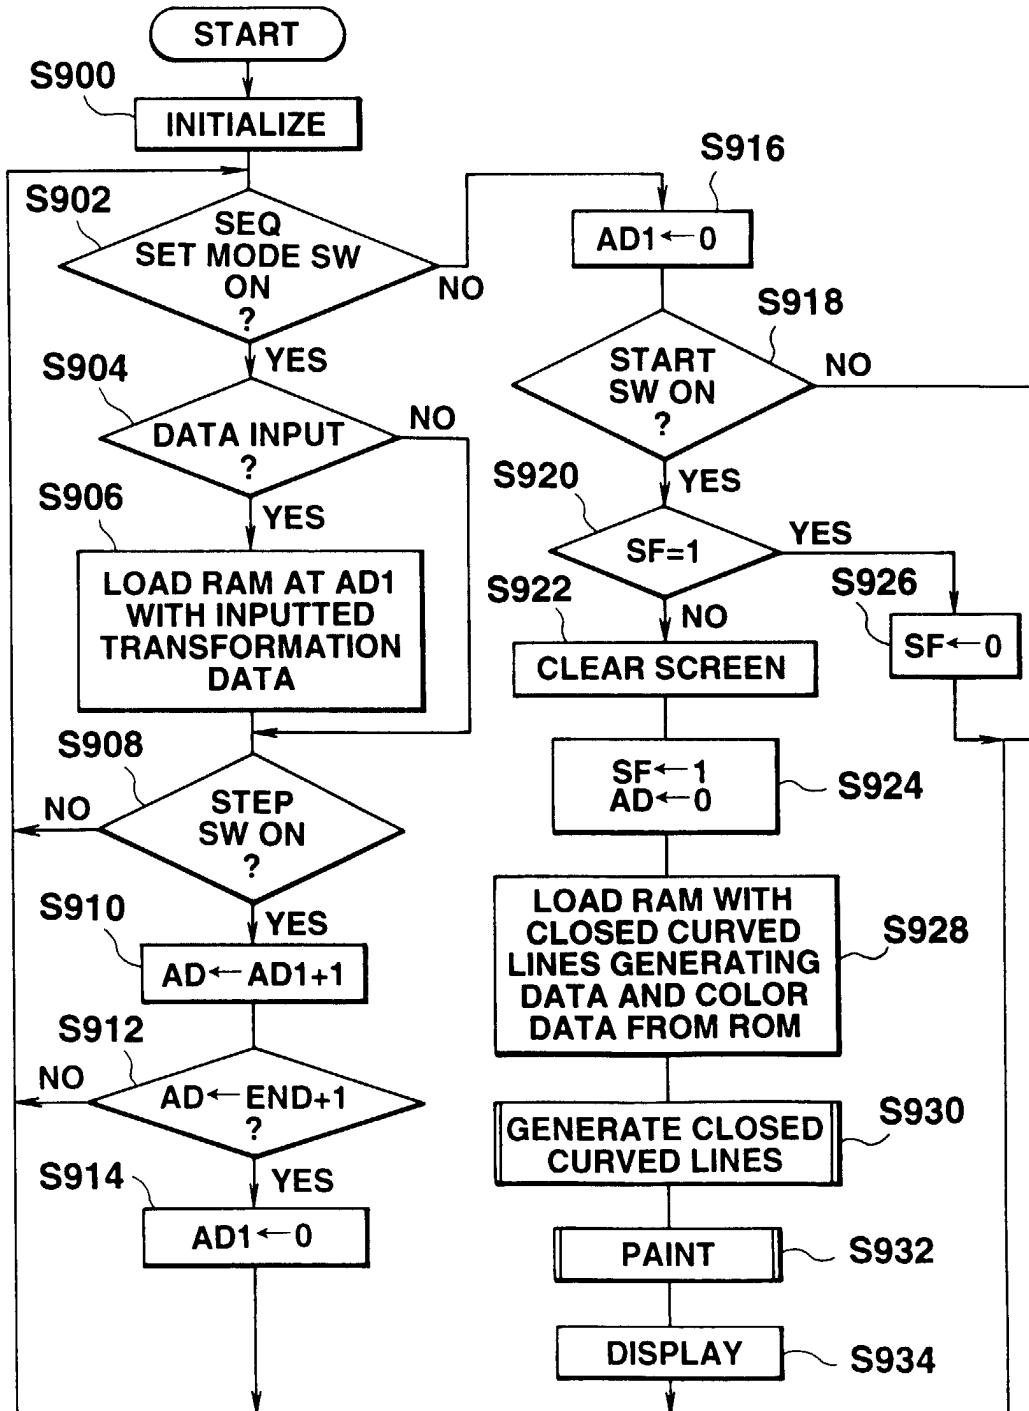 START
S900
INITIALIZE
S902
SEQ
SET MODE SW
ON
?
NO
YES
S904
DATA INPUT
?
NO
YES
S906
LOAD RAM AT AD1
WITH INPUTTED
TRANSFORMATION
DATA
S908
STEP
SW ON
?
NO
YES
S910
AD←AD1+1
S912
AD←END+1
?
NO
YES
S914
AD1←0
S916
AD1←0
S918
START
SW ON
?
NO
YES
S920
SF=1
YES
NO
S922
CLEAR SCREEN
S926
SF←0
SF←1
AD←0
S924
LOAD RAM WITH
CLOSED CURVED
LINES GENERATING
DATA AND COLOR
DATA FROM ROM
S928
GENERATE CLOSED
CURVED LINES
S930
PAINT
S932
DISPLAY
S934